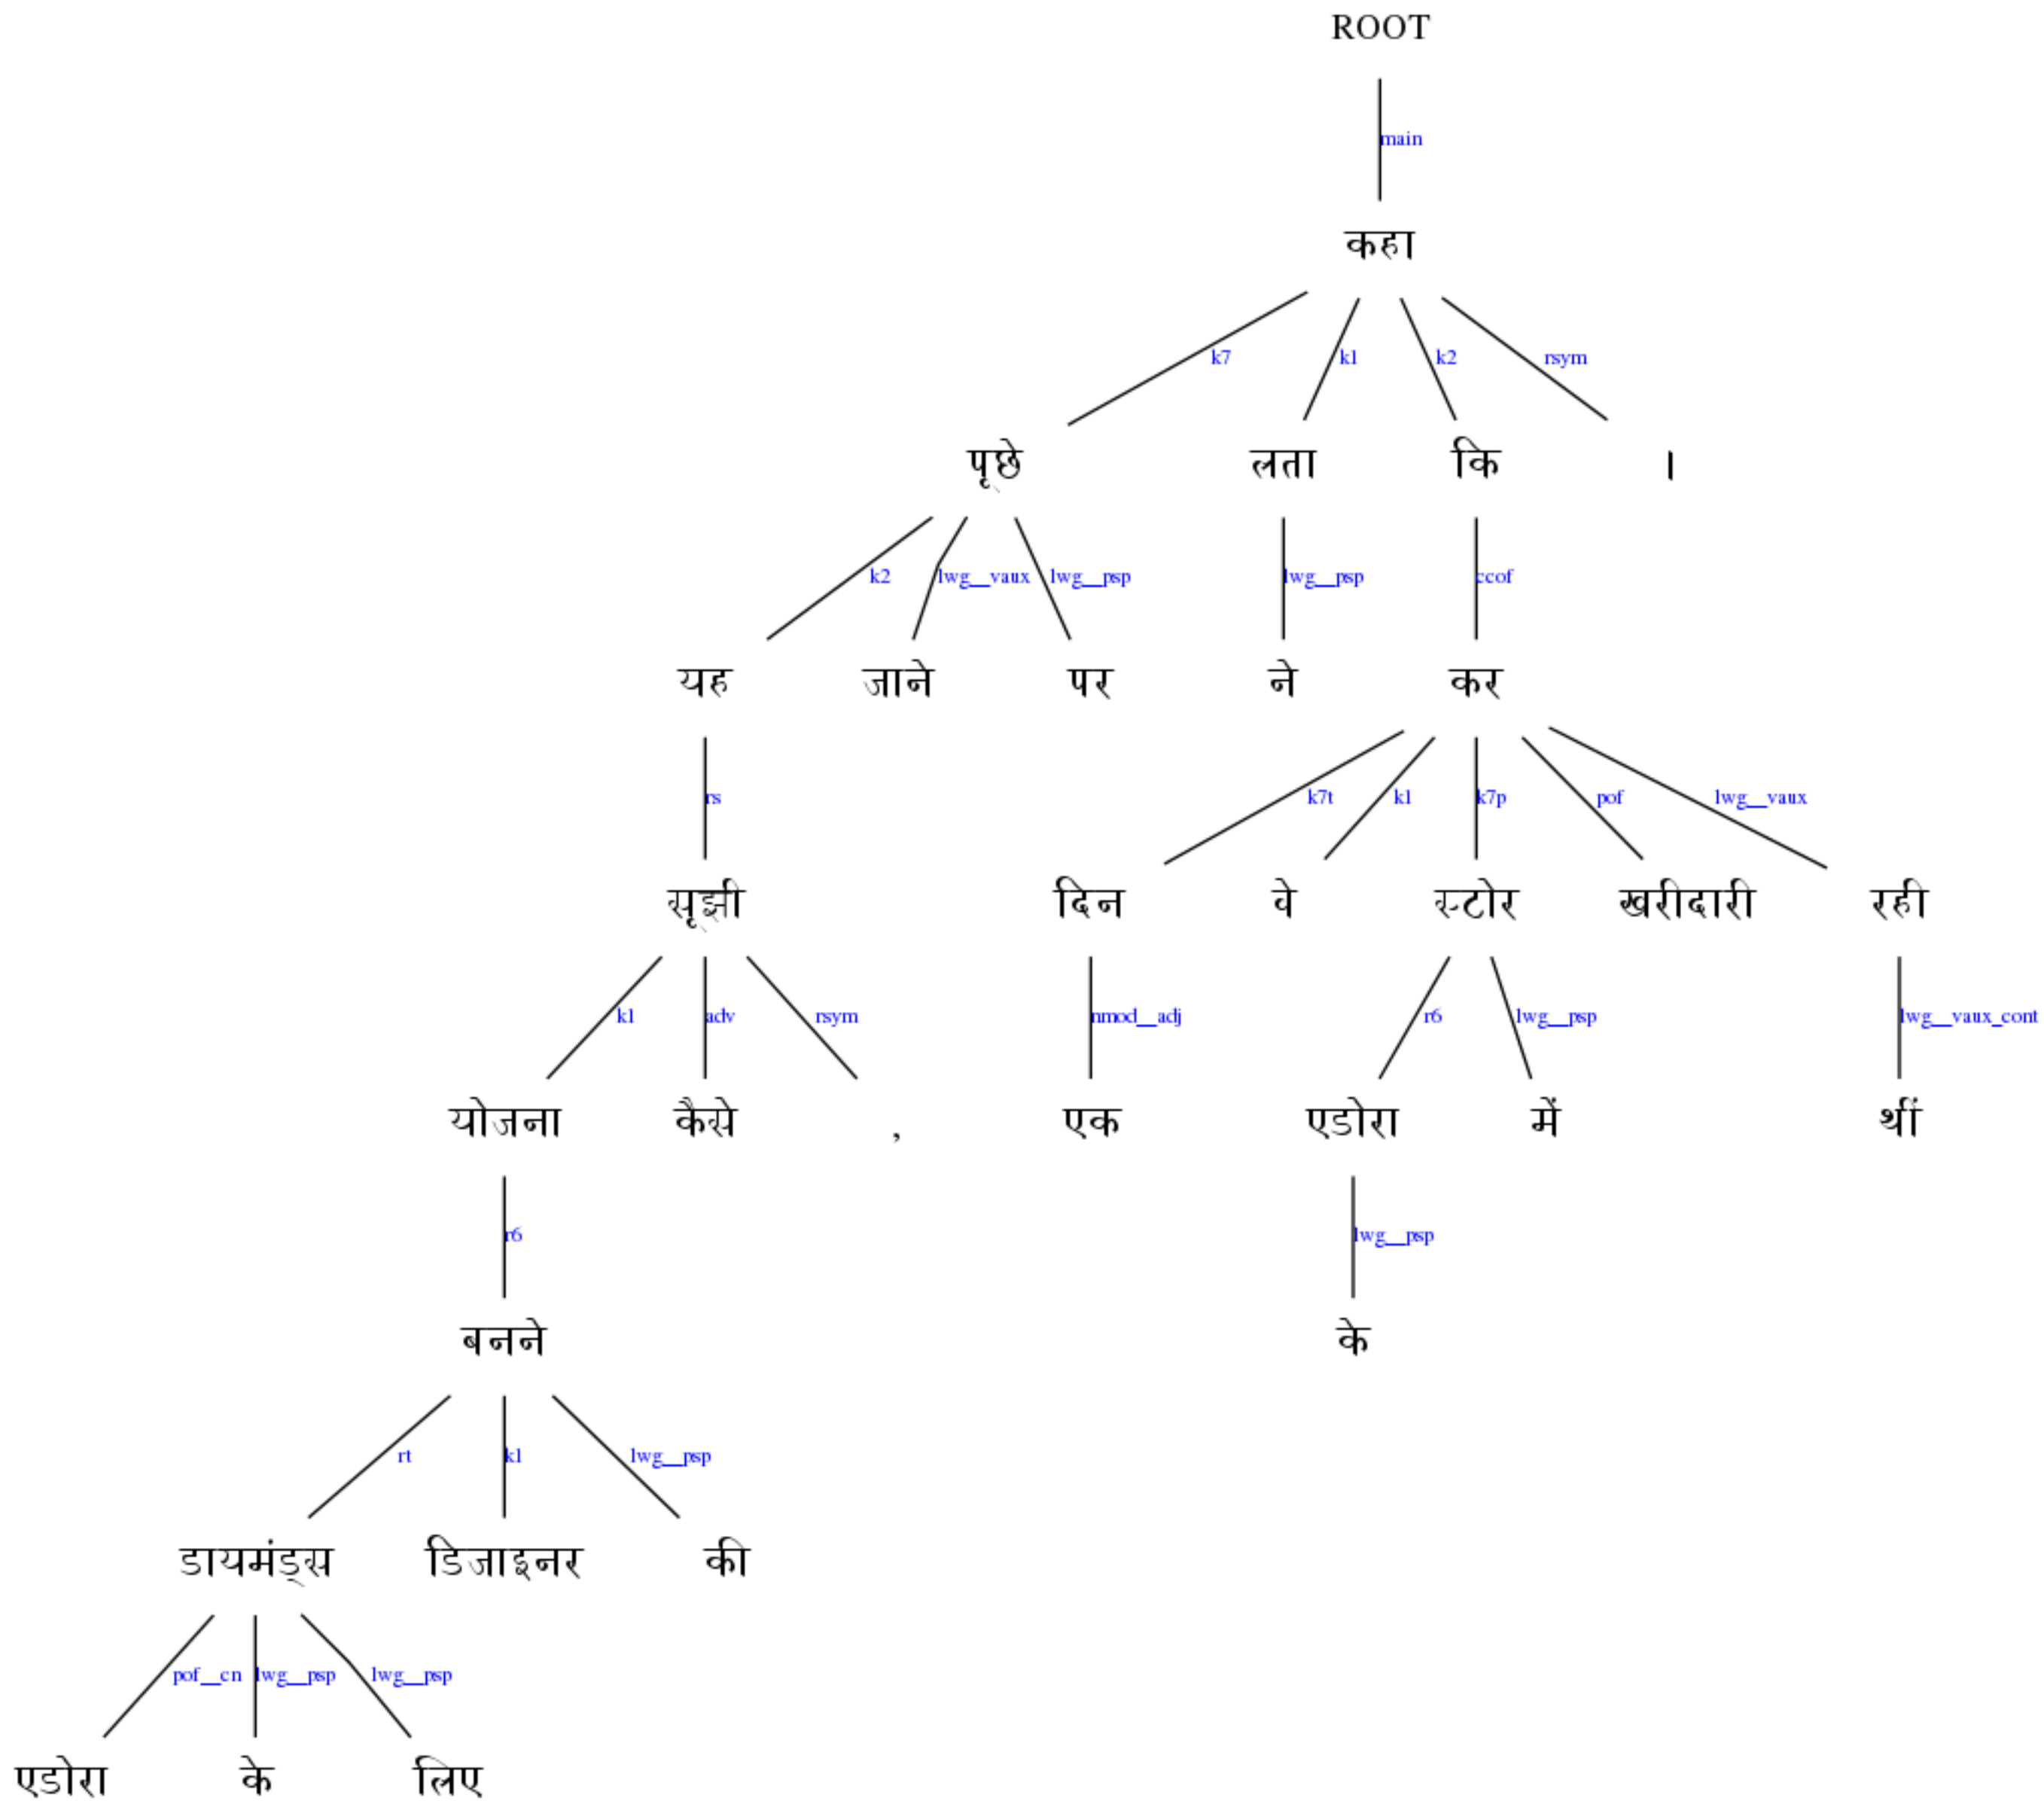 ROOT
main
कहा
k7 k1 k2 rsym
पूछे लता कि ।
k2 lwg__vaux lwg__psp lwg__psp ccof
यह जाने पर ने कर
rs k7t k1 k7p pof lwg__vaux
सूझी दिन वे स्टोर खरीदारी रही
k1 adv rsym nmod__adj r6 lwg__psp lwg__vaux_cont
योजना कैसे , एक एडोरा में थीं
r6 lwg__psp
बनने के
rt k1 lwg__psp
डायमंड्स डिजाइनर की
pof__cn lwg__psp lwg__psp
एडोरा के लिए